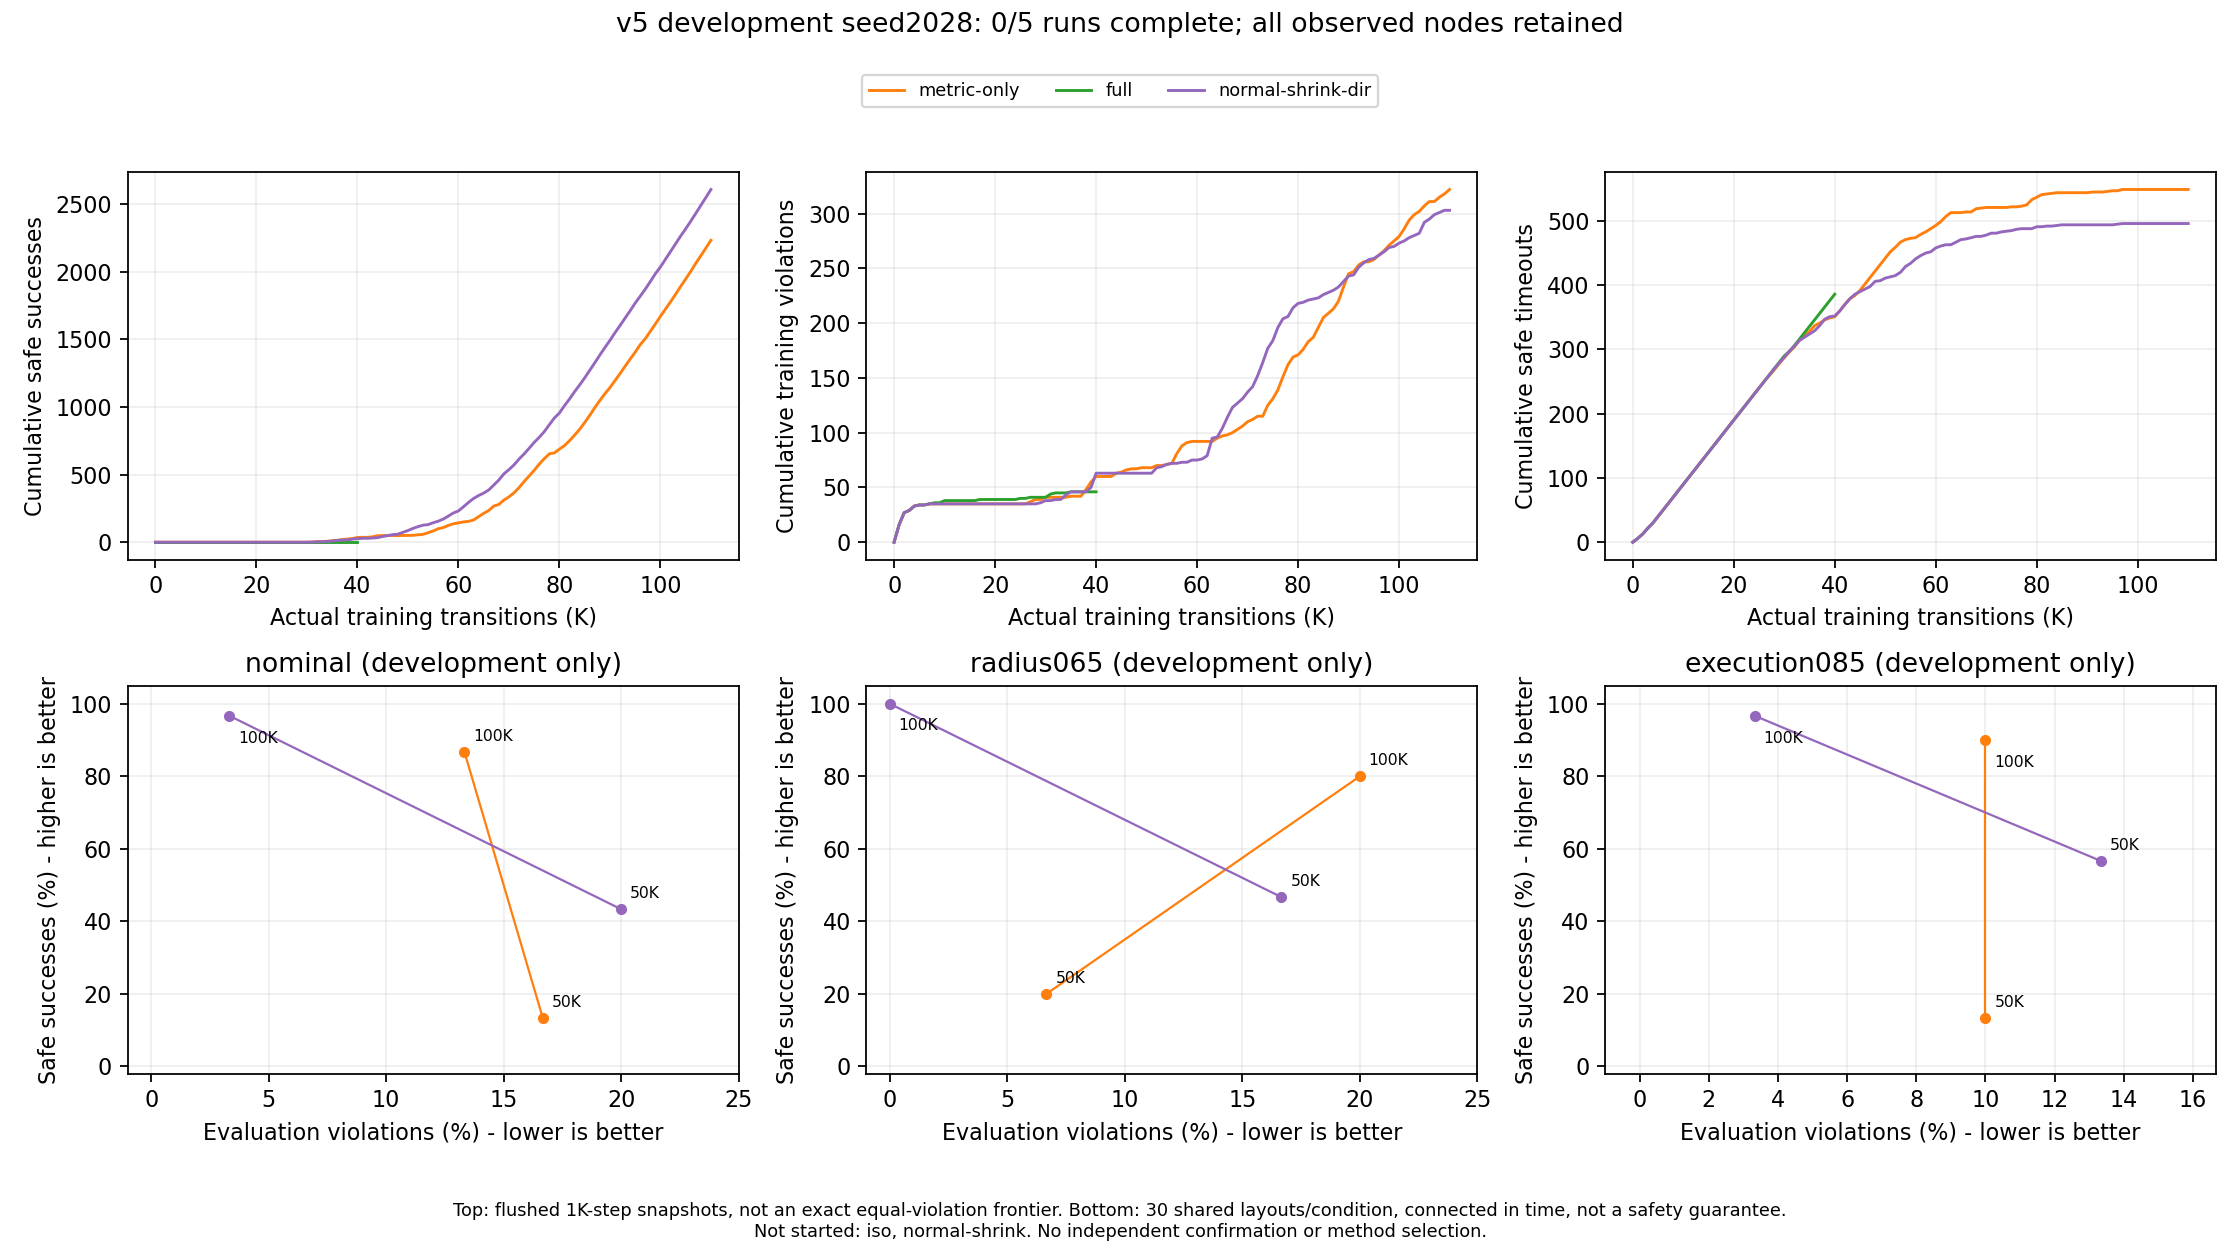 v5 development seed2028: 0/5 runs complete; all observed nodes retained
metric-only full normal-shrink-dir
Cumulative safe successes
2500
2000
1500
1000
500
0
0 20 40 60 80 100
Actual training transitions (K)
Cumulative training violations
300
250
200
150
100
50
0
0 20 40 60 80 100
Actual training transitions (K)
Cumulative safe timeouts
500
400
300
200
100
0
0 20 40 60 80 100
Actual training transitions (K)
nominal (development only)
Safe successes (%) - higher is better
100
80
60
40
20
0
100K
100K
50K
50K
0 5 10 15 20 25
Evaluation violations (%) - lower is better
radius065 (development only)
Safe successes (%) - higher is better
100
80
60
40
20
0
100K
100K
50K
50K
0 5 10 15 20 25
Evaluation violations (%) - lower is better
execution085 (development only)
Safe successes (%) - higher is better
100
80
60
40
20
0
100K
100K
50K
50K
0 2 4 6 8 10 12 14 16
Evaluation violations (%) - lower is better
Top: flushed 1K-step snapshots, not an exact equal-violation frontier. Bottom: 30 shared layouts/condition, connected in time, not a safety guarantee.
Not started: iso, normal-shrink. No independent confirmation or method selection.